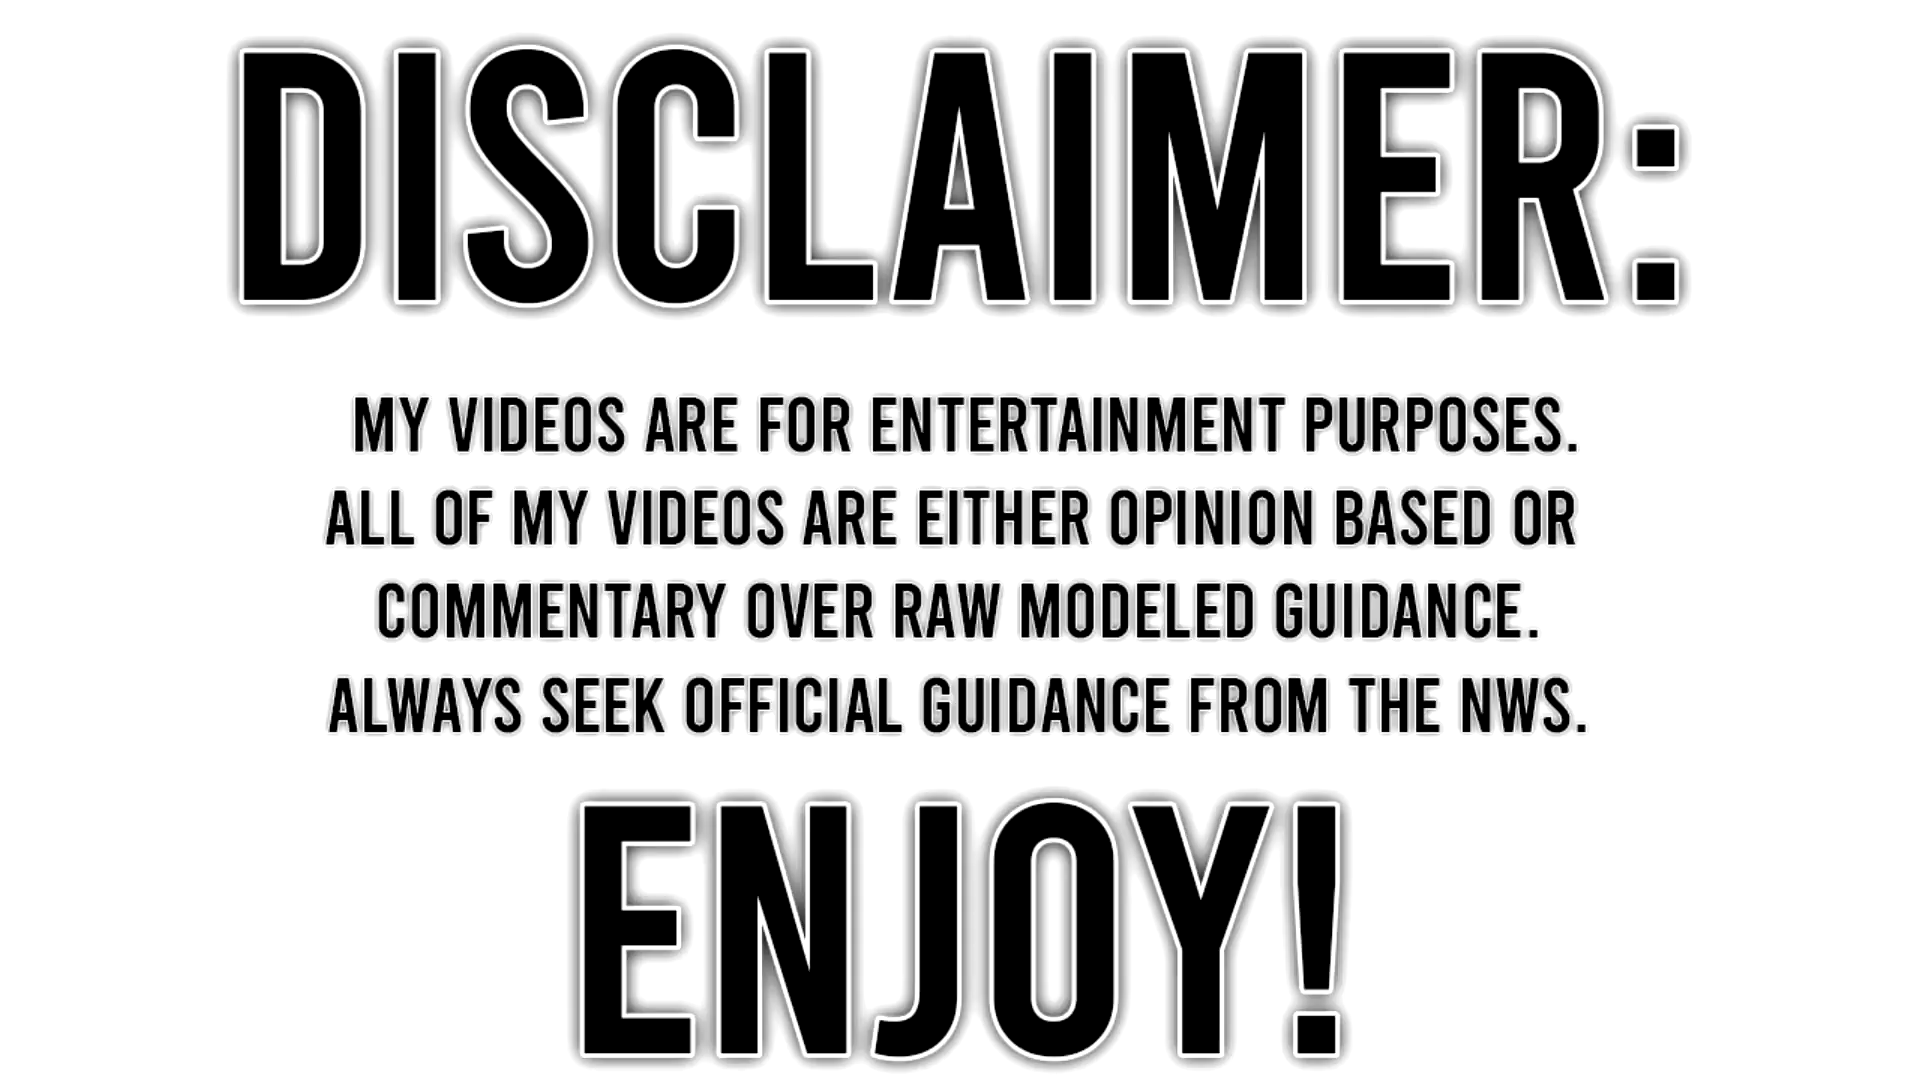 DISCLAIMER:
MY VIDEOS ARE FOR ENTERTAINMENT PURPOSES.
ALL OF MY VIDEOS ARE EITHER OPINION BASED OR
COMMENTARY OVER RAW MODELED GUIDANCE.
ALWAYS SEEK OFFICIAL GUIDANCE FROM THE NWS.
ENJOY!